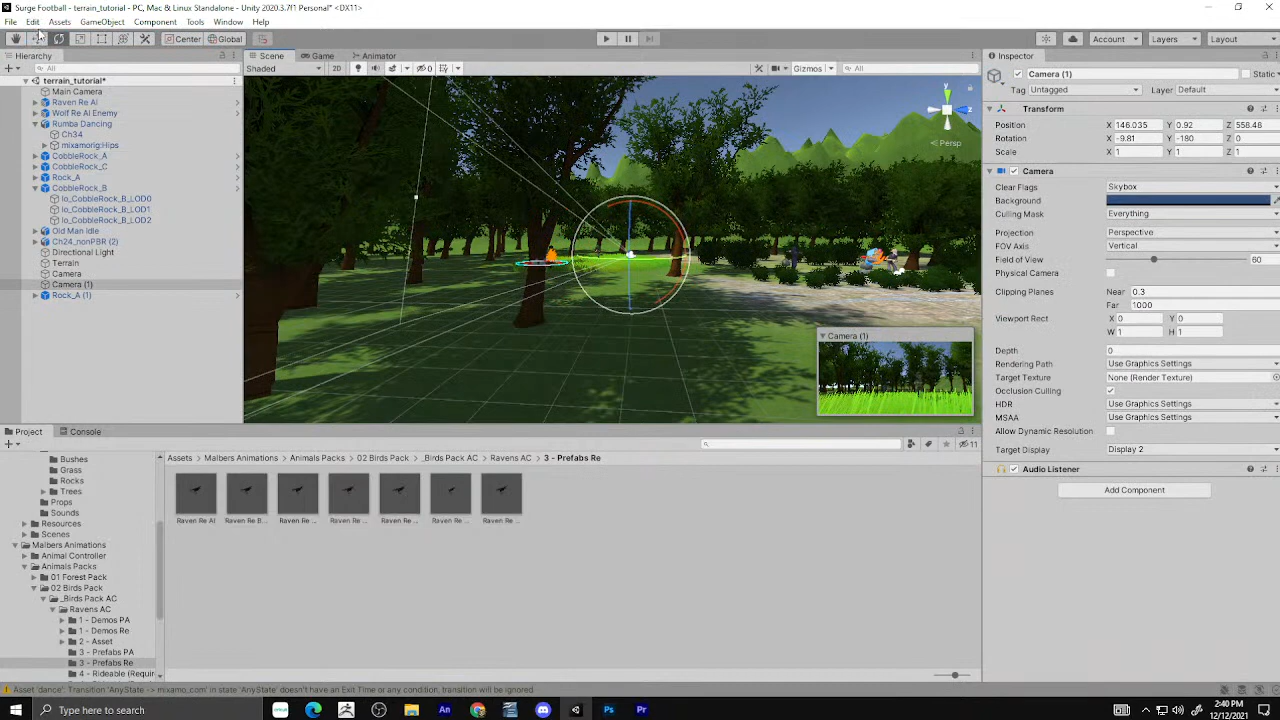 Surge Football - terrain_tutorial - PC, Mac & Linux Standalone - Unity 2020.3.7f1 Personal* <DX11>
File Edit Assets GameObject Component Tools Window Help
Center Global Account Layers Layout
Hierarchy
All
terrain_tutorial*
Main Camera
Raven Re AI
Wolf Re AI Enemy
Rumba Dancing
Ch34
mixamorig:Hips
CobbleRock_A
CobbleRock_C
Rock_A
CobbleRock_B
lo_CobbleRock_B_LOD0
lo_CobbleRock_B_LOD1
lo_CobbleRock_B_LOD2
Old Man Idle
Ch24_nonPBR (2)
Directional Light
Terrain
Camera
Camera (1)
Rock_A (1)
Scene Game Animator
Shaded 2D 0 Gizmos All
y
z
Persp
Camera (1)
Inspector
Camera (1) Static
Tag Untagged Layer Default
Transform
Position X 146.035 Y 0.92 Z 558.48
Rotation X -9.81 Y -180 Z 0
Scale X 1 Y 1 Z 1
Camera
Clear Flags Skybox
Background
Culling Mask Everything
Projection Perspective
FOV Axis Vertical
Field of View 60
Physical Camera
Clipping Planes Near 0.3
Far 1000
Viewport Rect X 0 Y 0
W 1 H 1
Depth 0
Rendering Path Use Graphics Settings
Target Texture None (Render Texture)
Occlusion Culling
HDR Use Graphics Settings
MSAA Use Graphics Settings
Allow Dynamic Resolution
Target Display Display 2
Audio Listener
Add Component
Project Console
11
Bushes
Grass
Rocks
Trees
Props
Sounds
Resources
Scenes
Malbers Animations
Animal Controller
Animals Packs
01 Forest Pack
02 Birds Pack
_Birds Pack AC
Ravens AC
1 - Demos PA
1 - Demos Re
2 - Asset
3 - Prefabs PA
3 - Prefabs Re
4 - Rideable (Requir
Assets > Malbers Animations > Animals Packs > 02 Birds Pack > _Birds Pack AC > Ravens AC > 3 - Prefabs Re
Raven Re AI Raven Re B... Raven Re ... Raven Re ... Raven Re ... Raven Re ... Raven Re ...
Asset 'dance': Transition 'AnyState -> mixamo_com' in state 'AnyState' doesn't have an Exit Time or any condition, transition will be ignored
Type here to search
An Ps Pr
2:40 PM
12/12/2021